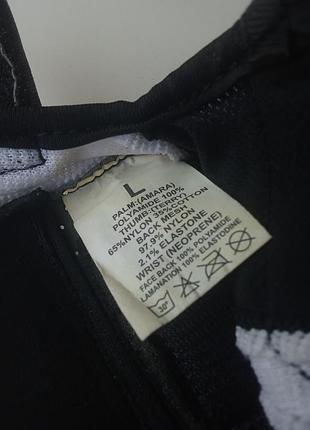 L
PALM:(AMARA)
POLYAMIDE 100%
THUMB:(TERRY)
65%NYLON 35%COTTON
BACK MESH
97.9% NYLON
2.1% ELASTONE
WRIST (NEOPRENE)
FACE BACK 100% POLYAMIDE
LAMANATION 100% ELASTODINE
30°